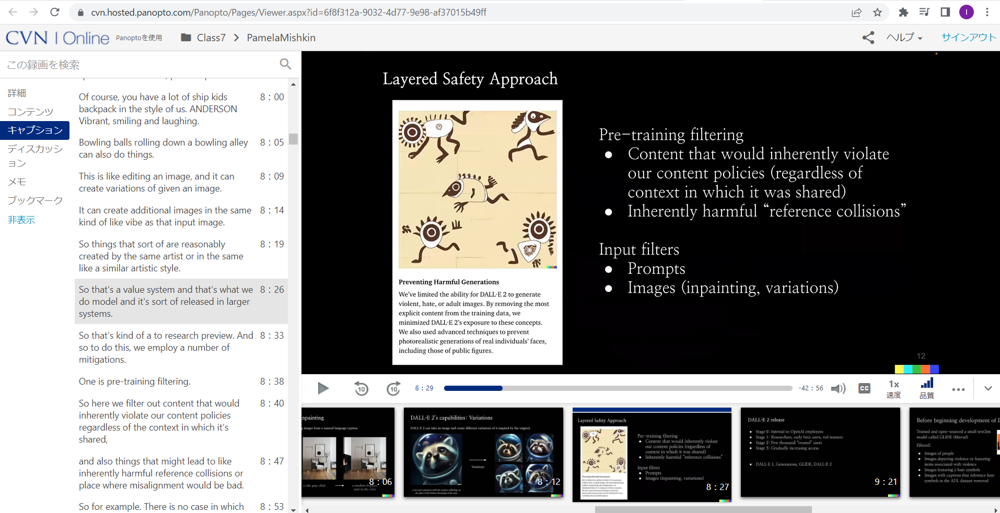 cvn.hosted.panopto.com/Panopto/Pages/Viewer.aspx?id=6f8f312a-9032-4d77-9e98-af37015b49ff
I
CVN | Online
Panoptoを使用
Class7
PamelaMishkin
ヘルプ
サインアウト
この録画を検索
詳細
コンテンツ
キャプション
ディスカッシ
ョン
メモ
ブックマーク
非表示
Of course, you have a lot of ship kids 8:00
backpack in the style of us. ANDERSON
Vibrant, smiling and laughing.
Bowling balls rolling down a bowling alley 8:05
can also do things.
This is like editing an image, and it can 8:09
create variations of given an image.
It can create additional images in the same 8:14
kind of like vibe as that input image.
So things that sort of are reasonably 8:19
created by the same artist or in the same
like a similar artistic style.
So that's a value system and that's what we 8:26
do model and it's sort of released in larger
systems.
So that's kind of a to research preview. And 8:33
so to do this, we employ a number of
mitigations.
One is pre-training filtering. 8:38
So here we filter out content that would 8:40
inherently violate our content policies
regardless of the context in which it's
shared,
and also things that might lead to like 8:47
inherently harmful reference collisions or
place where misalignment would be bad.
So for example. There is no case in which 8:53
Layered Safety Approach
Preventing Harmful Generations
We've limited the ability for DALL·E 2 to generate
violent, hate, or adult images. By removing the most
explicit content from the training data, we
minimized DALL·E 2's exposure to these concepts.
We also used advanced techniques to prevent
photorealistic generations of real individuals' faces,
including those of public figures.
Pre-training filtering
● Content that would inherently violate
our content policies (regardless of
context in which it was shared)
● Inherently harmful “reference collisions”
Input filters
● Prompts
● Images (inpainting, variations)
12
10
10
8:29
-42:56
CC
1x
速度
品質
inpainting
images from a natural language caption.
a chic gray chair
8:06
DALL·E 2's capabilities: Variations
DALL·E 2 can take an image and create different variations of it inspired by the original.
Variations
8:12
Layered Safety Approach
Pre-training filtering
● Content that would inherently violate
our content policies (regardless of
context in which it was shared)
● Inherently harmful “reference collisions”
Input filters
● Prompts
● Images (inpainting, variations)
Preventing Harmful Generations
8:27
DALL·E 2 release
● Stage 0: Internal to OpenAI employees
● Stage 1: Researchers, early beta users, red teamers
● Stage 2: Few thousand “trusted” users
● Stage 3: Gradually increasing access
● DALL·E 1, Generations, GLIDE, DALL·E 2
9:21
Before beginning development of D
Trained and open-sourced a small text2im
model called GLIDE (filtered)
Filtered:
● Images of people
● Images depicting violence or featuring
items associated with violence
● Images featuring a hate symbols
● Images with captions that reference hate
symbols in the ADL dataset removed